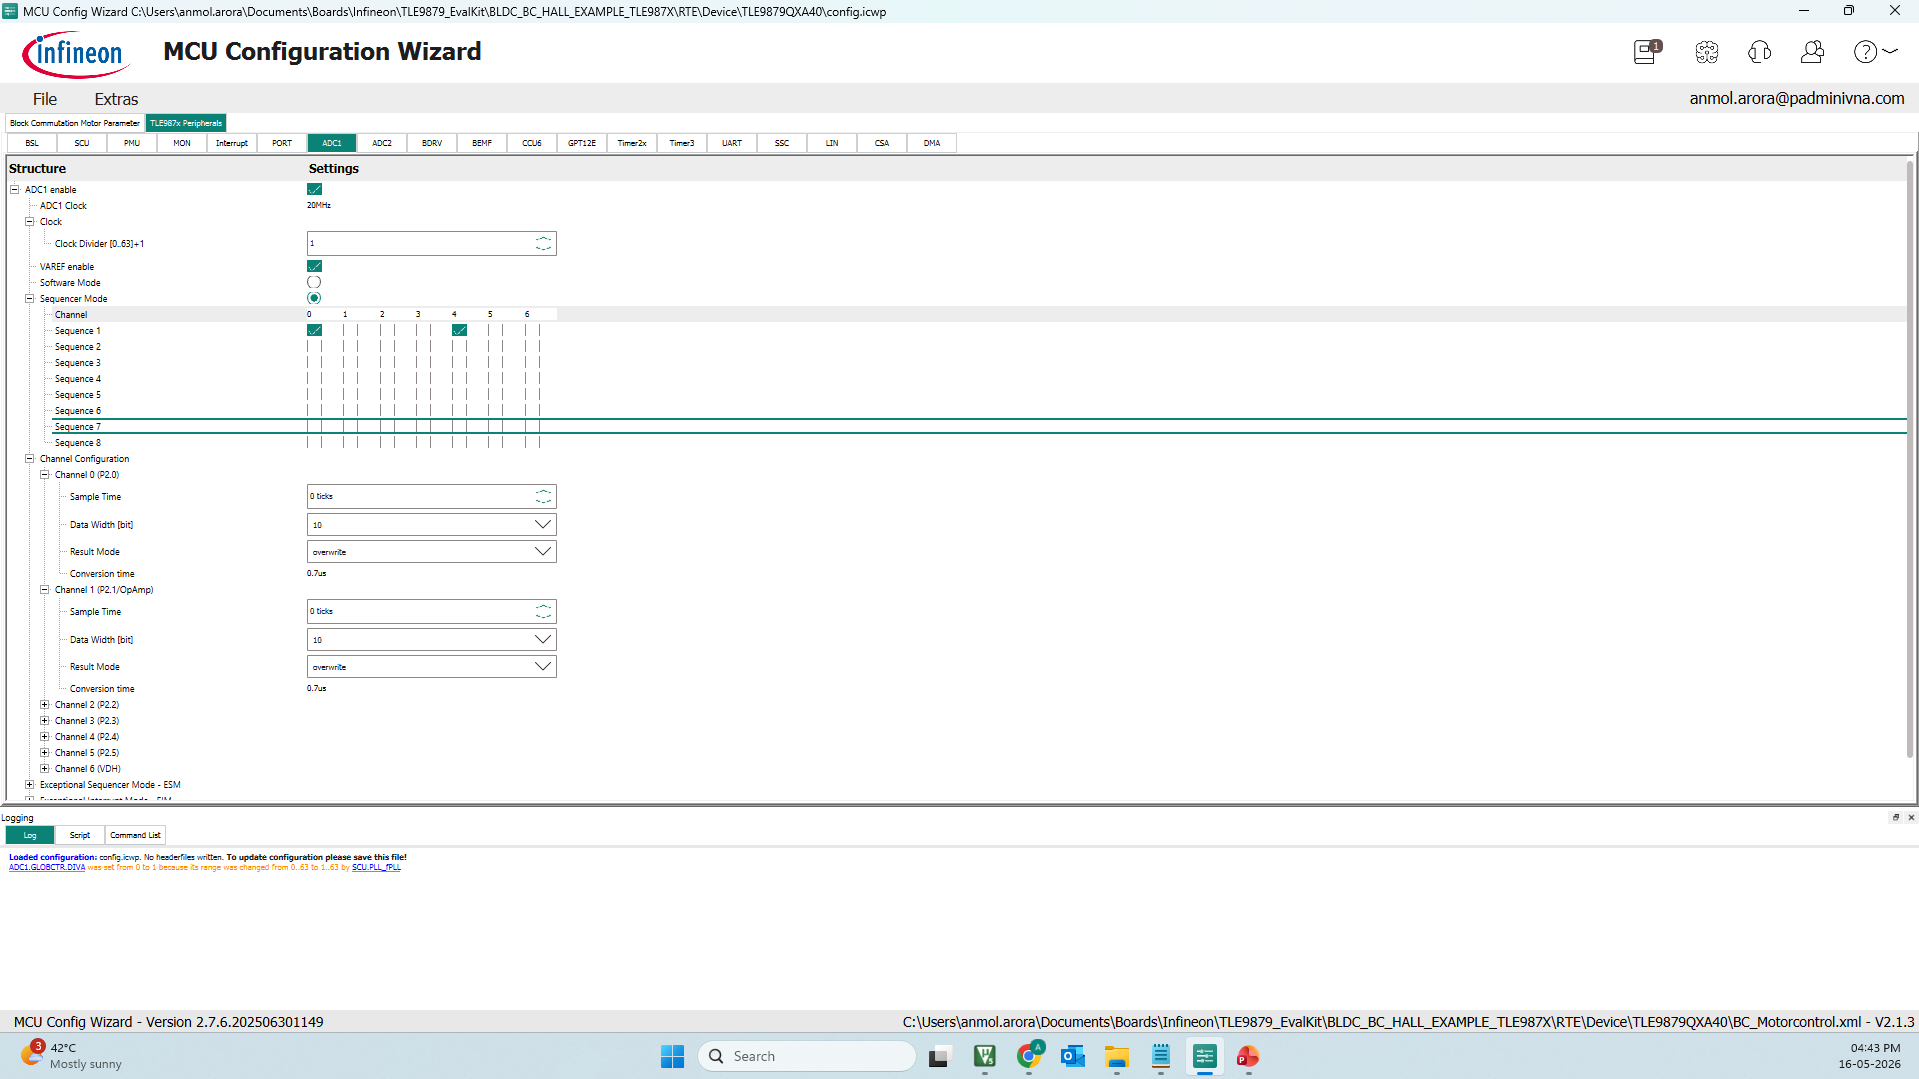 MCU Config Wizard C:\Users\anmol.arora\Documents\Boards\Infineon\TLE9879_EvalKit\BLDC_BC_HALL_EXAMPLE_TLE987X\RTE\Device\TLE9879QXA40\config.icwp
infineon
MCU Configuration Wizard
1
?
File Extras
anmol.arora@padminivna.com
Block Commutation Motor Parameter TLE987x Peripherals
BSL SCU PMU MON Interrupt PORT ADC1 ADC2 BDRV BEMF CCU6 GPT12E Timer2x Timer3 UART SSC LIN CSA DMA
Structure Settings
ADC1 enable
ADC1 Clock 20MHz
Clock
Clock Divider [0..63]+1 1
VAREF enable
Software Mode
Sequencer Mode
Channel 0 1 2 3 4 5 6
Sequence 1
Sequence 2
Sequence 3
Sequence 4
Sequence 5
Sequence 6
Sequence 7
Sequence 8
Channel Configuration
Channel 0 (P2.0)
Sample Time 0 ticks
Data Width [bit] 10
Result Mode overwrite
Conversion time 0.7us
Channel 1 (P2.1/OpAmp)
Sample Time 0 ticks
Data Width [bit] 10
Result Mode overwrite
Conversion time 0.7us
Channel 2 (P2.2)
Channel 3 (P2.3)
Channel 4 (P2.4)
Channel 5 (P2.5)
Channel 6 (VDH)
Exceptional Sequencer Mode - ESM
Exceptional Interrupt Mode - EIM
Logging
Log Script Command List
Loaded configuration: config.icwp. No headerfiles written. To update configuration please save this file!
ADC1.GLOBCTR.DIVA was set from 0 to 1 because its range was changed from 0..63 to 1..63 by SCU.PLL_fPLL
MCU Config Wizard - Version 2.7.6.202506301149
C:\Users\anmol.arora\Documents\Boards\Infineon\TLE9879_EvalKit\BLDC_BC_HALL_EXAMPLE_TLE987X\RTE\Device\TLE9879QXA40\BC_Motorcontrol.xml - V2.1.3
3
42°C
Mostly sunny
Search
A
04:43 PM
16-05-2026